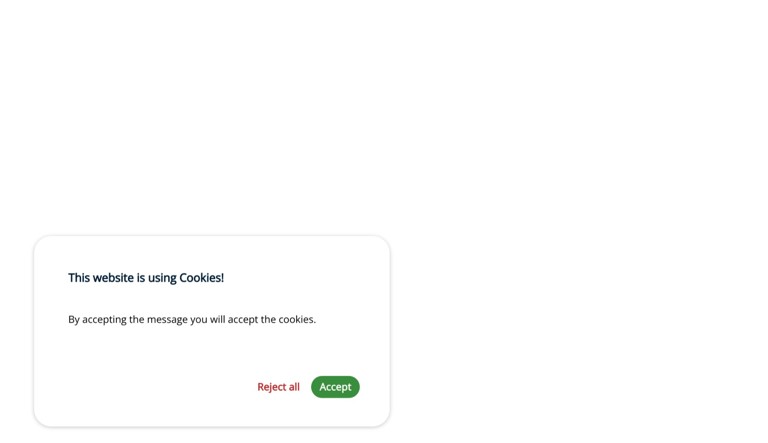 This website is using Cookies!
By accepting the message you will accept the cookies.
Reject all Accept